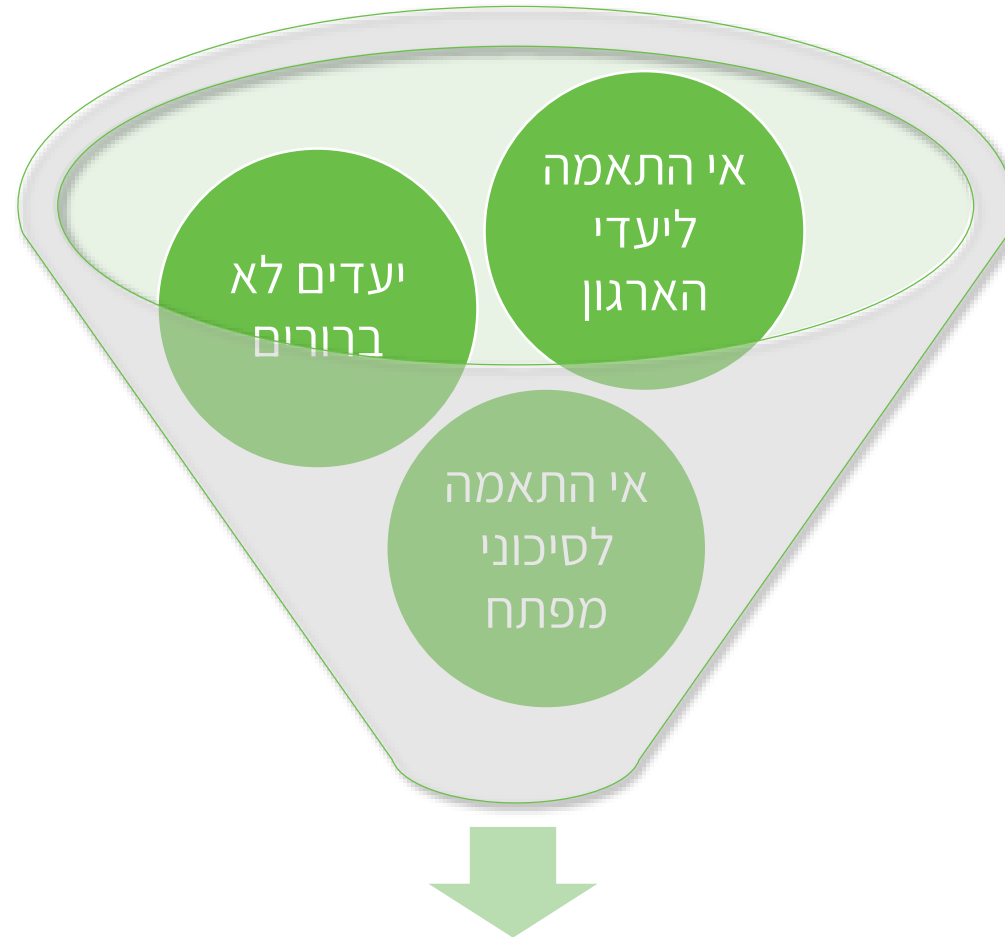 אי התאמה
ליעדי
הארגון
יעדים לא
ברורים
אי התאמה
לסיכוני
מפתח